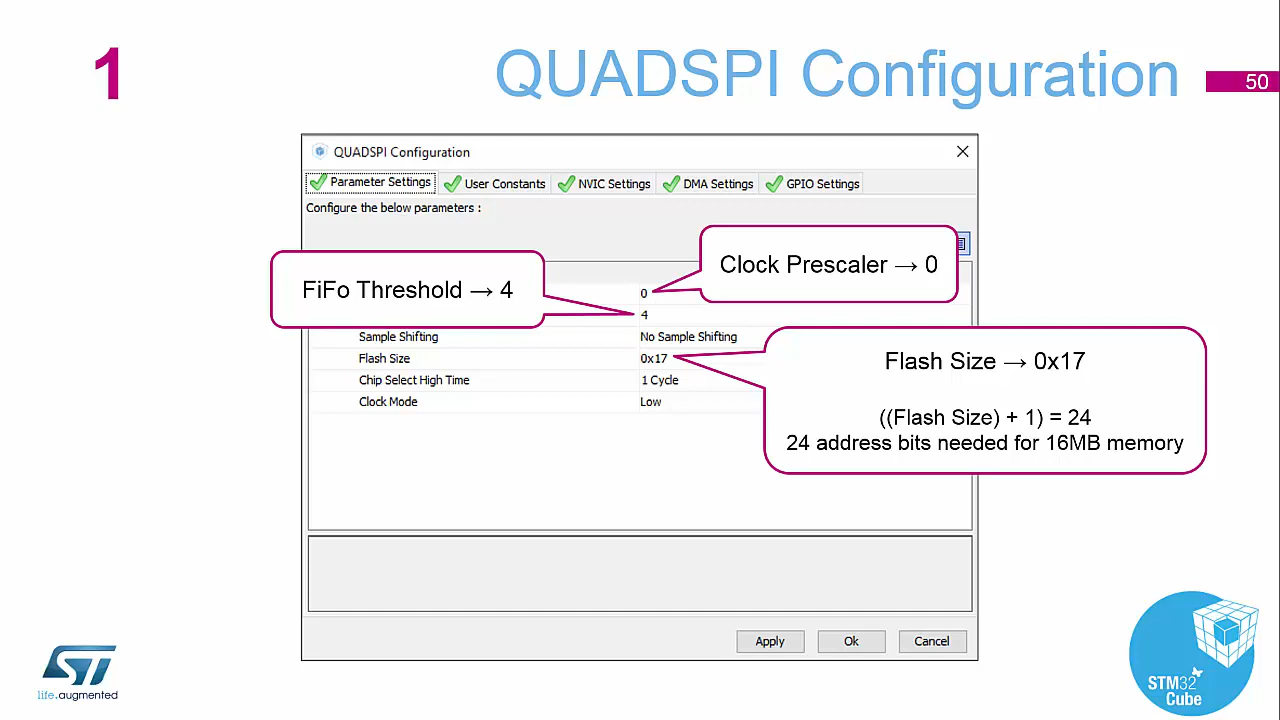 1
QUADSPI Configuration
50
QUADSPI Configuration
Parameter Settings
User Constants
NVIC Settings
DMA Settings
GPIO Settings
Configure the below parameters :
Clock Prescaler → 0
FiFo Threshold → 4
0
4
Sample Shifting No Sample Shifting
Flash Size 0x17
Chip Select High Time 1 Cycle
Clock Mode Low
Flash Size → 0x17
((Flash Size) + 1) = 24
24 address bits needed for 16MB memory
Apply
Ok
Cancel
ST
life.augmented
STM32
Cube